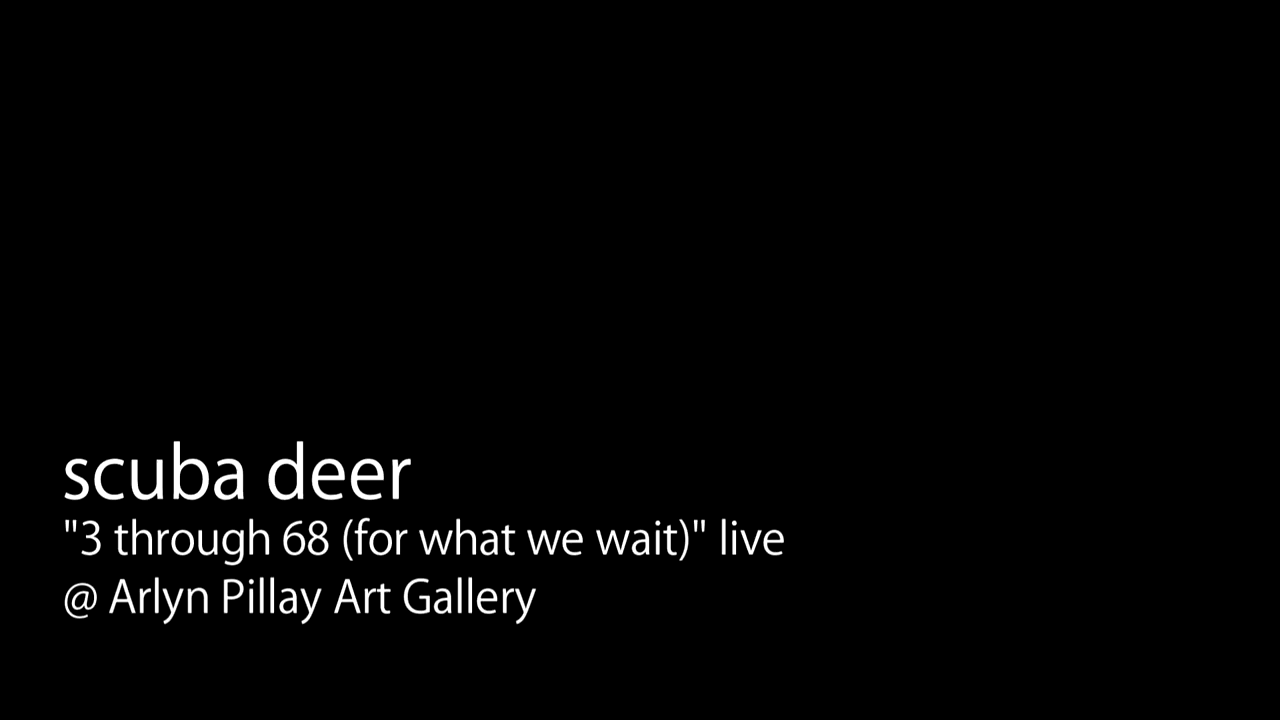 scuba deer
"3 through 68 (for what we wait)" live
@ Arlyn Pillay Art Gallery